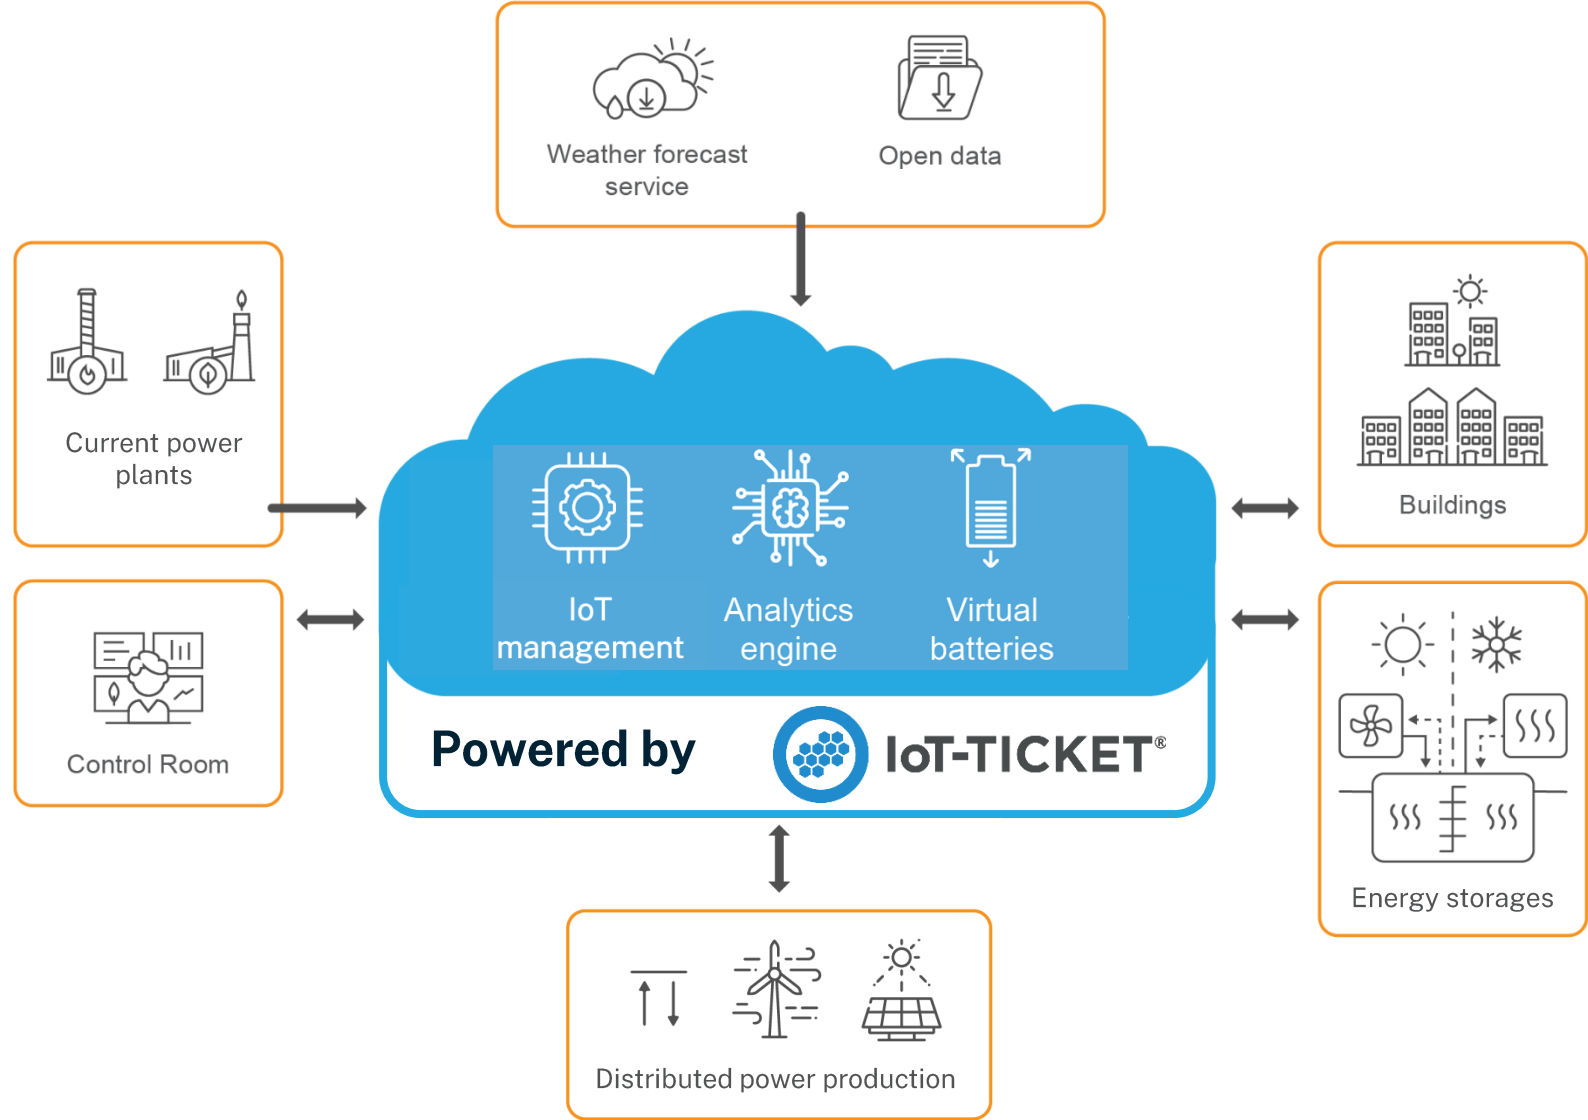 Weather forecast
service
Open data
Current power
plants
Buildings
IoT
management
Analytics
engine
Virtual
batteries
Control Room
Powered by
IoT-TICKET®
Energy storages
Distributed power production